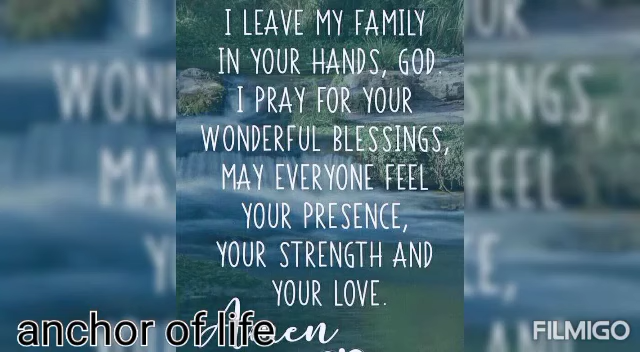 I LEAVE MY FAMILY
IN YOUR HANDS, GOD.
I PRAY FOR YOUR
WONDERFUL BLESSINGS,
MAY EVERYONE FEEL
YOUR PRESENCE,
YOUR STRENGTH AND
YOUR LOVE.
Amen
anchor of life
FILMIGO